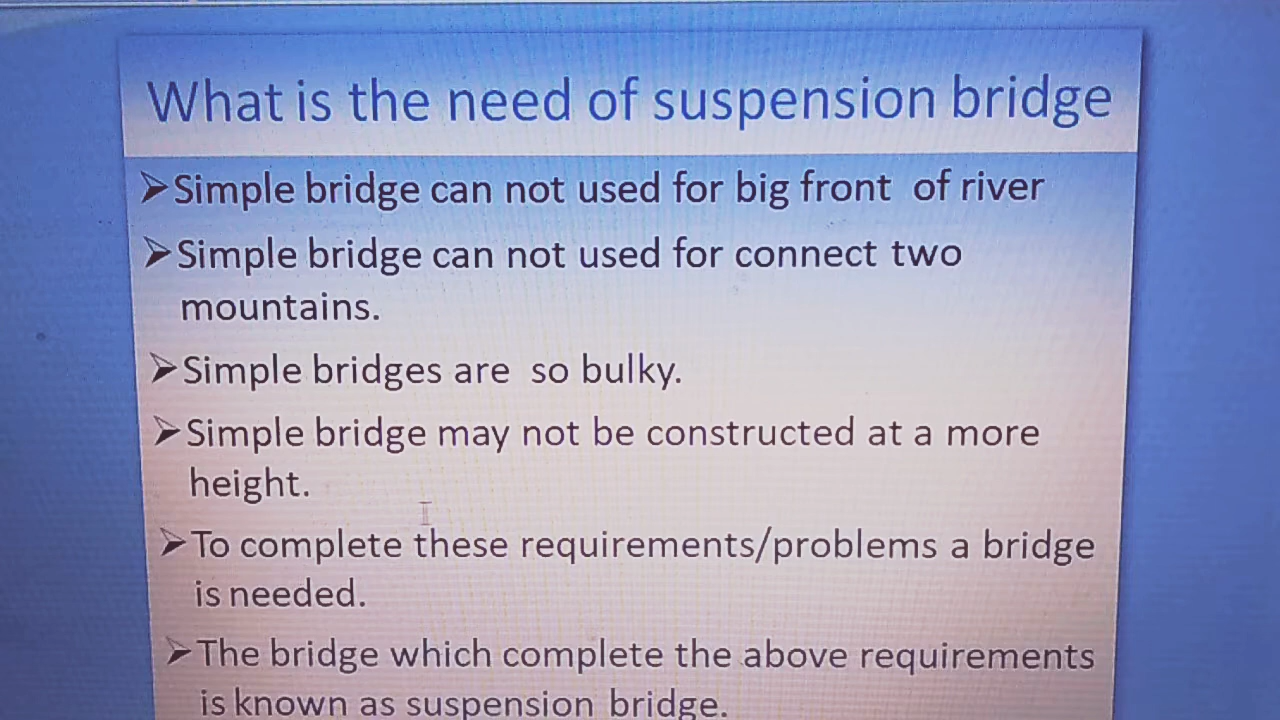 What is the need of suspension bridge
➢Simple bridge can not used for big front of river
➢Simple bridge can not used for connect two
mountains.
➢Simple bridges are so bulky.
➢Simple bridge may not be constructed at a more
height.
➢To complete these requirements/problems a bridge
is needed.
➢The bridge which complete the above requirements
is known as suspension bridge.